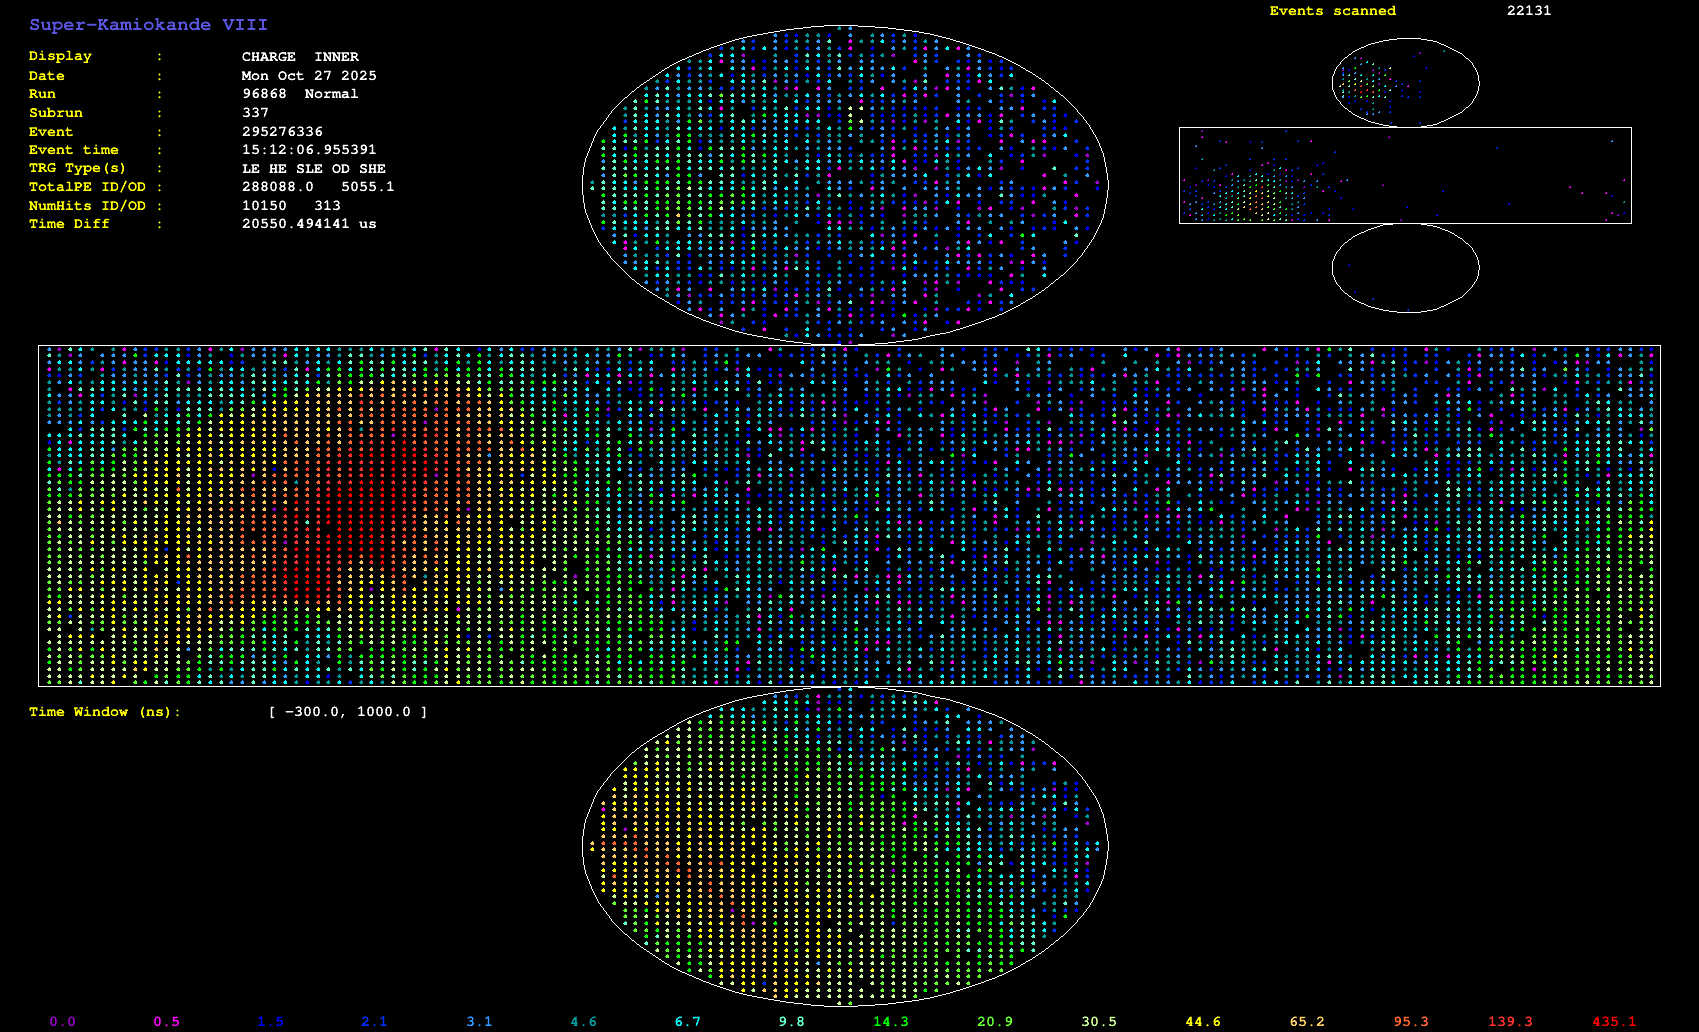 Super-Kamiokande VIII
Events scanned 22131
Display : CHARGE INNER
Date : Mon Oct 27 2025
Run : 96868 Normal
Subrun : 337
Event : 295276336
Event time : 15:12:06.955391
TRG Type(s) : LE HE SLE OD SHE
TotalPE ID/OD : 288088.0 5055.1
NumHits ID/OD : 10150 313
Time Diff : 20550.494141 us
Time Window (ns): [ -300.0, 1000.0 ]
0.0 0.5 1.5 2.1 3.1 4.6 6.7 9.8 14.3 20.9 30.5 44.6 65.2 95.3 139.3 435.1